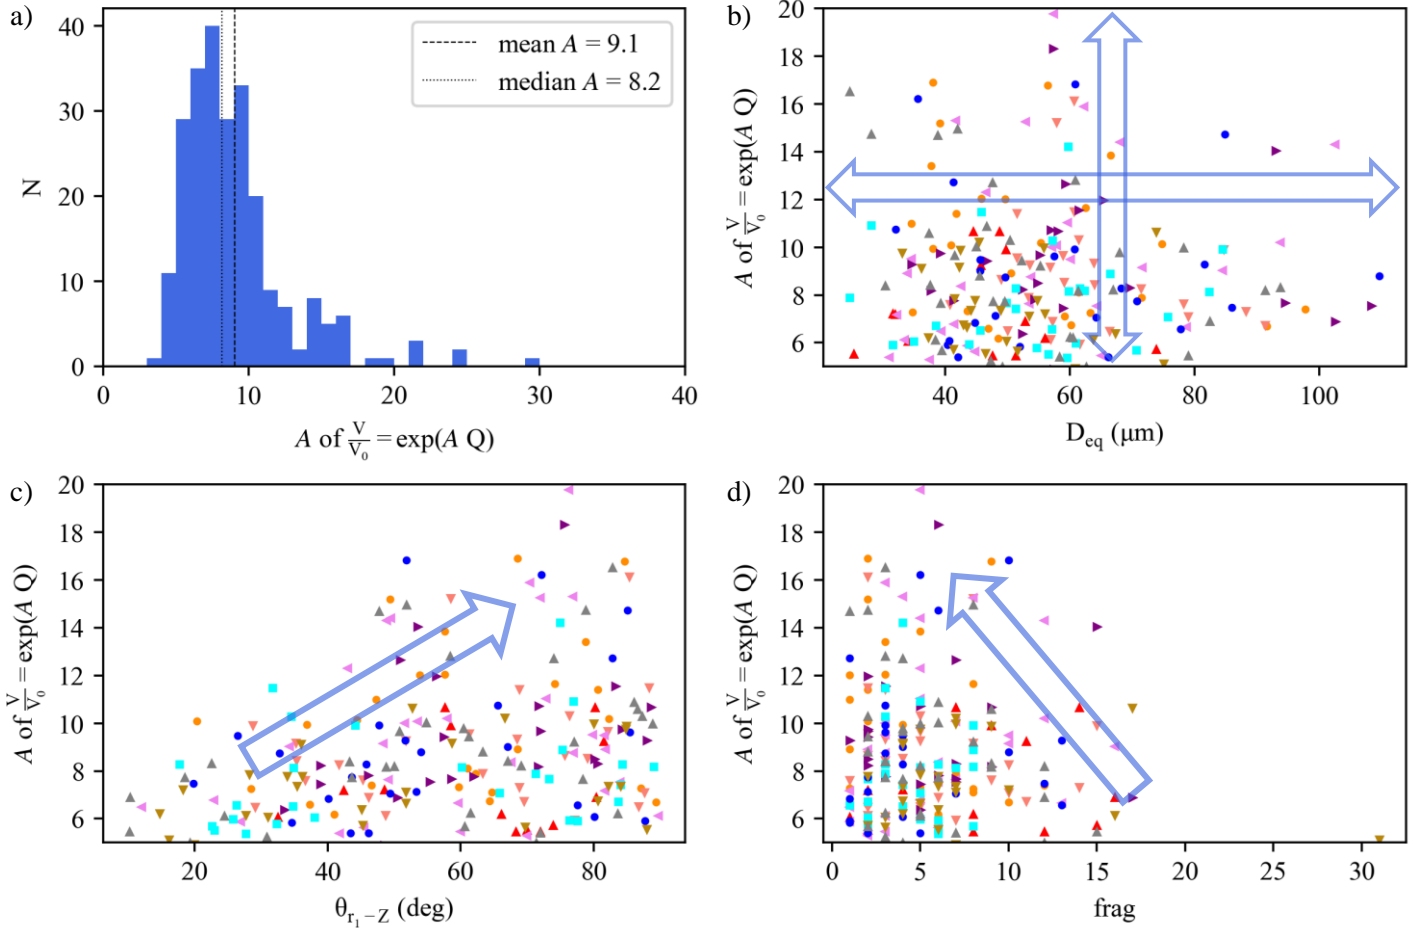 a)
40
30
20
10
0
N
mean A = 9.1
median A = 8.2
0 10 20 30 40
A of V/V₀ = exp(A Q)
b)
20
18
16
14
12
10
8
6
A of V/V₀ = exp(A Q)
40 60 80 100
D_eq (μm)
c)
20
18
16
14
12
10
8
6
A of V/V₀ = exp(A Q)
20 40 60 80
θ_r₁₋Z (deg)
d)
20
18
16
14
12
10
8
6
A of V/V₀ = exp(A Q)
0 5 10 15 20 25 30
frag